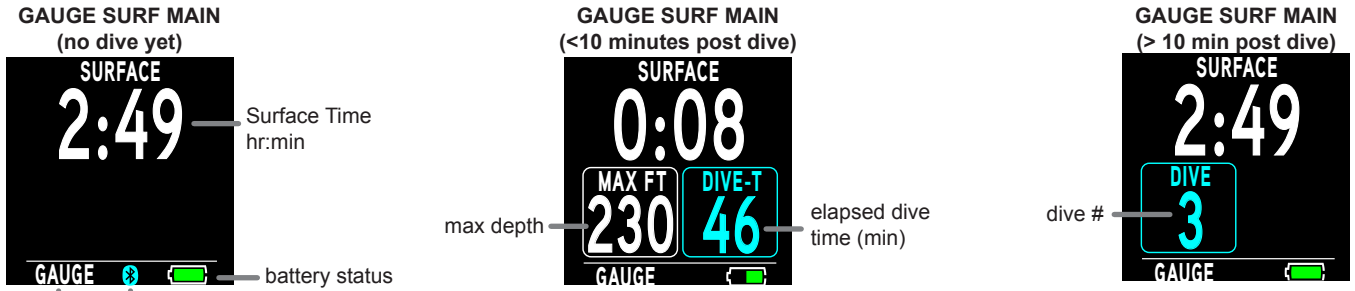 GAUGE SURF MAIN
(no dive yet)
SURFACE
2:49
Surface Time
hr:min
GAUGE
battery status
GAUGE SURF MAIN
(<10 minutes post dive)
SURFACE
0:08
MAX FT
230
DIVE-T
46
max depth
elapsed dive
time (min)
GAUGE
GAUGE SURF MAIN
(> 10 min post dive)
SURFACE
2:49
DIVE
3
dive #
GAUGE